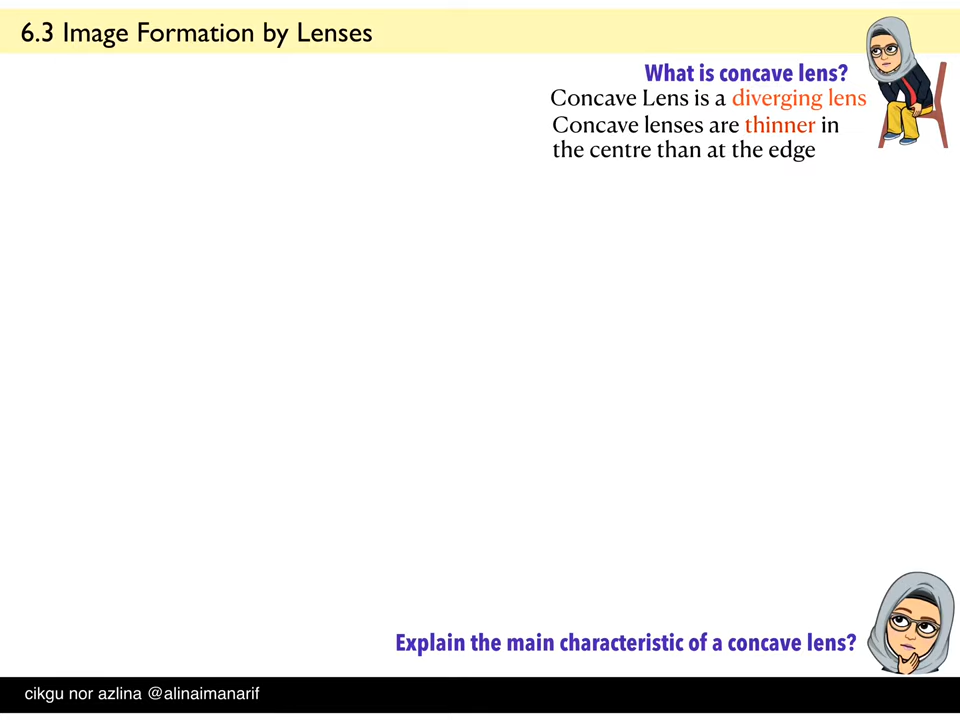 6.3 Image Formation by Lenses
What is concave lens?
Concave Lens is a diverging lens
Concave lenses are thinner in
the centre than at the edge
Explain the main characteristic of a concave lens?
cikgu nor azlina @alinaimanarif